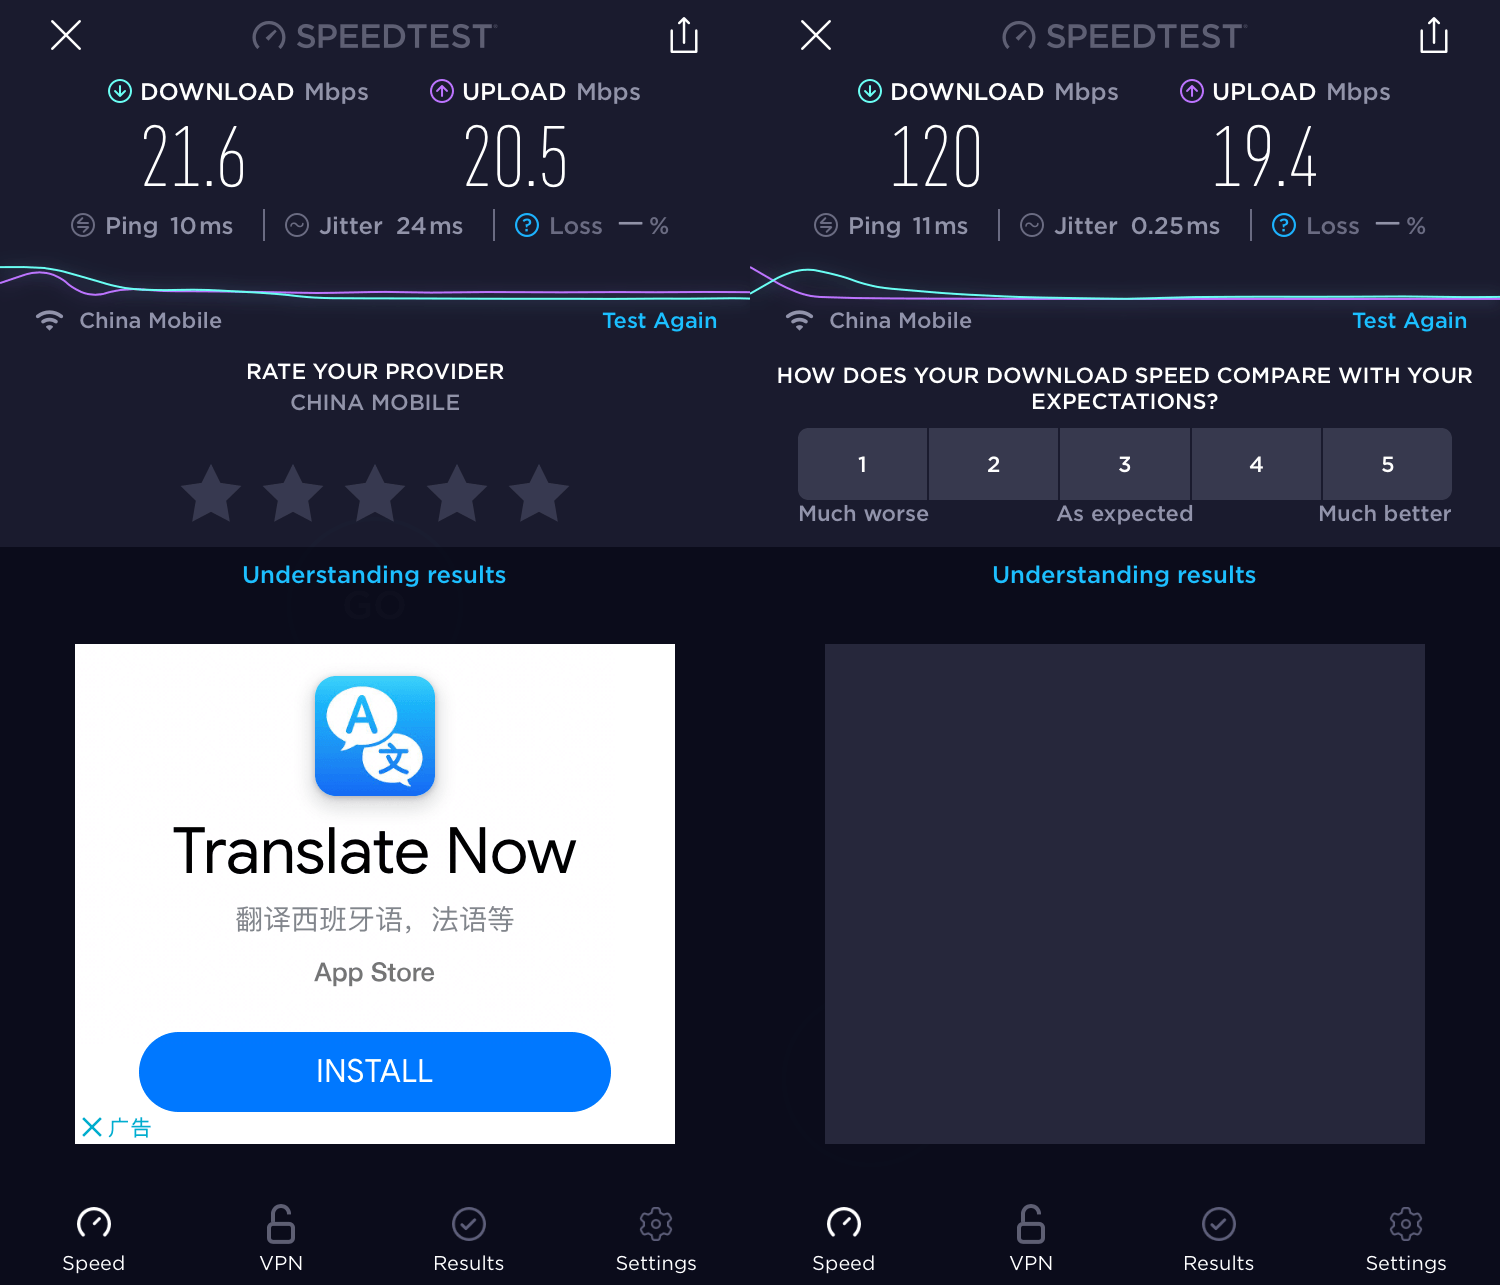 SPEEDTEST
DOWNLOAD Mbps UPLOAD Mbps
21.6 20.5
Ping 10 ms Jitter 24 ms Loss — %
China Mobile Test Again
RATE YOUR PROVIDER
CHINA MOBILE
Understanding results
GO
Translate Now
翻译西班牙语，法语等
App Store
INSTALL
广告
Speed VPN Results Settings
SPEEDTEST
DOWNLOAD Mbps UPLOAD Mbps
120 19.4
Ping 11 ms Jitter 0.25 ms Loss — %
China Mobile Test Again
HOW DOES YOUR DOWNLOAD SPEED COMPARE WITH YOUR
EXPECTATIONS?
1 2 3 4 5
Much worse As expected Much better
Understanding results
Speed VPN Results Settings